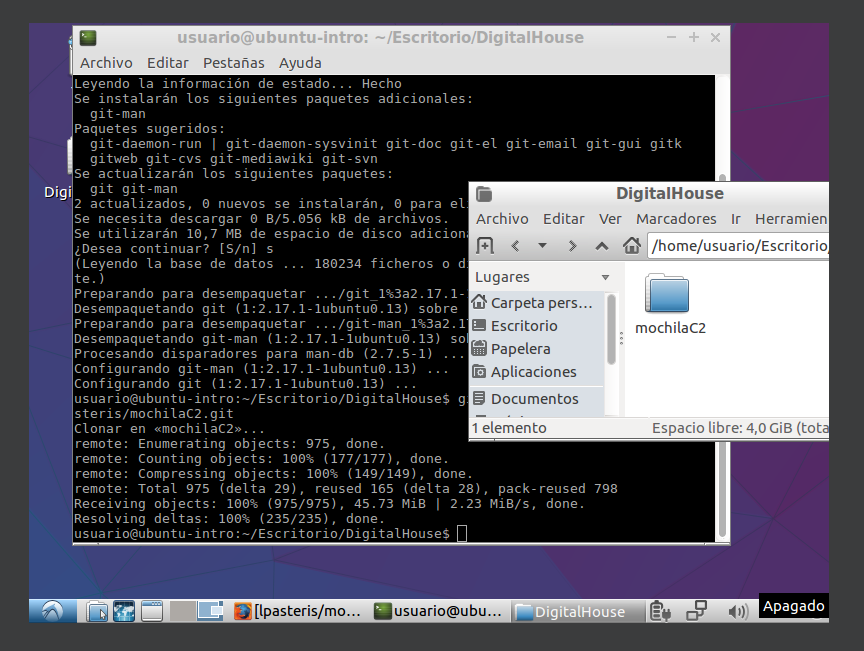 usuario@ubuntu-intro: ~/Escritorio/DigitalHouse
Archivo Editar Pestañas Ayuda
Leyendo la información de estado... Hecho
Se instalarán los siguientes paquetes adicionales:
git-man
Paquetes sugeridos:
git-daemon-run | git-daemon-sysvinit git-doc git-el git-email git-gui gitk
gitweb git-cvs git-mediawiki git-svn
Se actualizarán los siguientes paquetes:
git git-man
2 actualizados, 0 nuevos se instalarán, 0 para el
Se necesita descargar 0 B/5.056 kB de archivos.
Se utilizarán 10,7 MB de espacio de disco adiciona
¿Desea continuar? [S/n] s
(Leyendo la base de datos ... 180234 ficheros o di
te.)
Preparando para desempaquetar .../git_1%3a2.17.1-
Desempaquetando git (1:2.17.1-1ubuntu0.13) sobre
Preparando para desempaquetar .../git-man_1%3a2.17
Desempaquetando git-man (1:2.17.1-1ubuntu0.13) sob
Procesando disparadores para man-db (2.7.5-1) ...
Configurando git-man (1:2.17.1-1ubuntu0.13) ...
Configurando git (1:2.17.1-1ubuntu0.13) ...
usuario@ubuntu-intro:~/Escritorio/DigitalHouse$ g
steris/mochilaC2.git
Clonar en «mochilaC2»...
remote: Enumerating objects: 975, done.
remote: Counting objects: 100% (177/177), done.
remote: Compressing objects: 100% (149/149), done.
remote: Total 975 (delta 29), reused 165 (delta 28), pack-reused 798
Receiving objects: 100% (975/975), 45.73 MiB | 2.23 MiB/s, done.
Resolving deltas: 100% (235/235), done.
usuario@ubuntu-intro:~/Escritorio/DigitalHouse$
Digi
DigitalHouse
Archivo Editar Ver Marcadores Ir Herramien
/home/usuario/Escritorio/
Lugares
Carpeta pers...
Escritorio
Papelera
Aplicaciones
Documentos
mochilaC2
1 elemento Espacio libre: 4,0 GiB (tota
[lpasteris/mo... usuario@ubu... DigitalHouse
Apagado